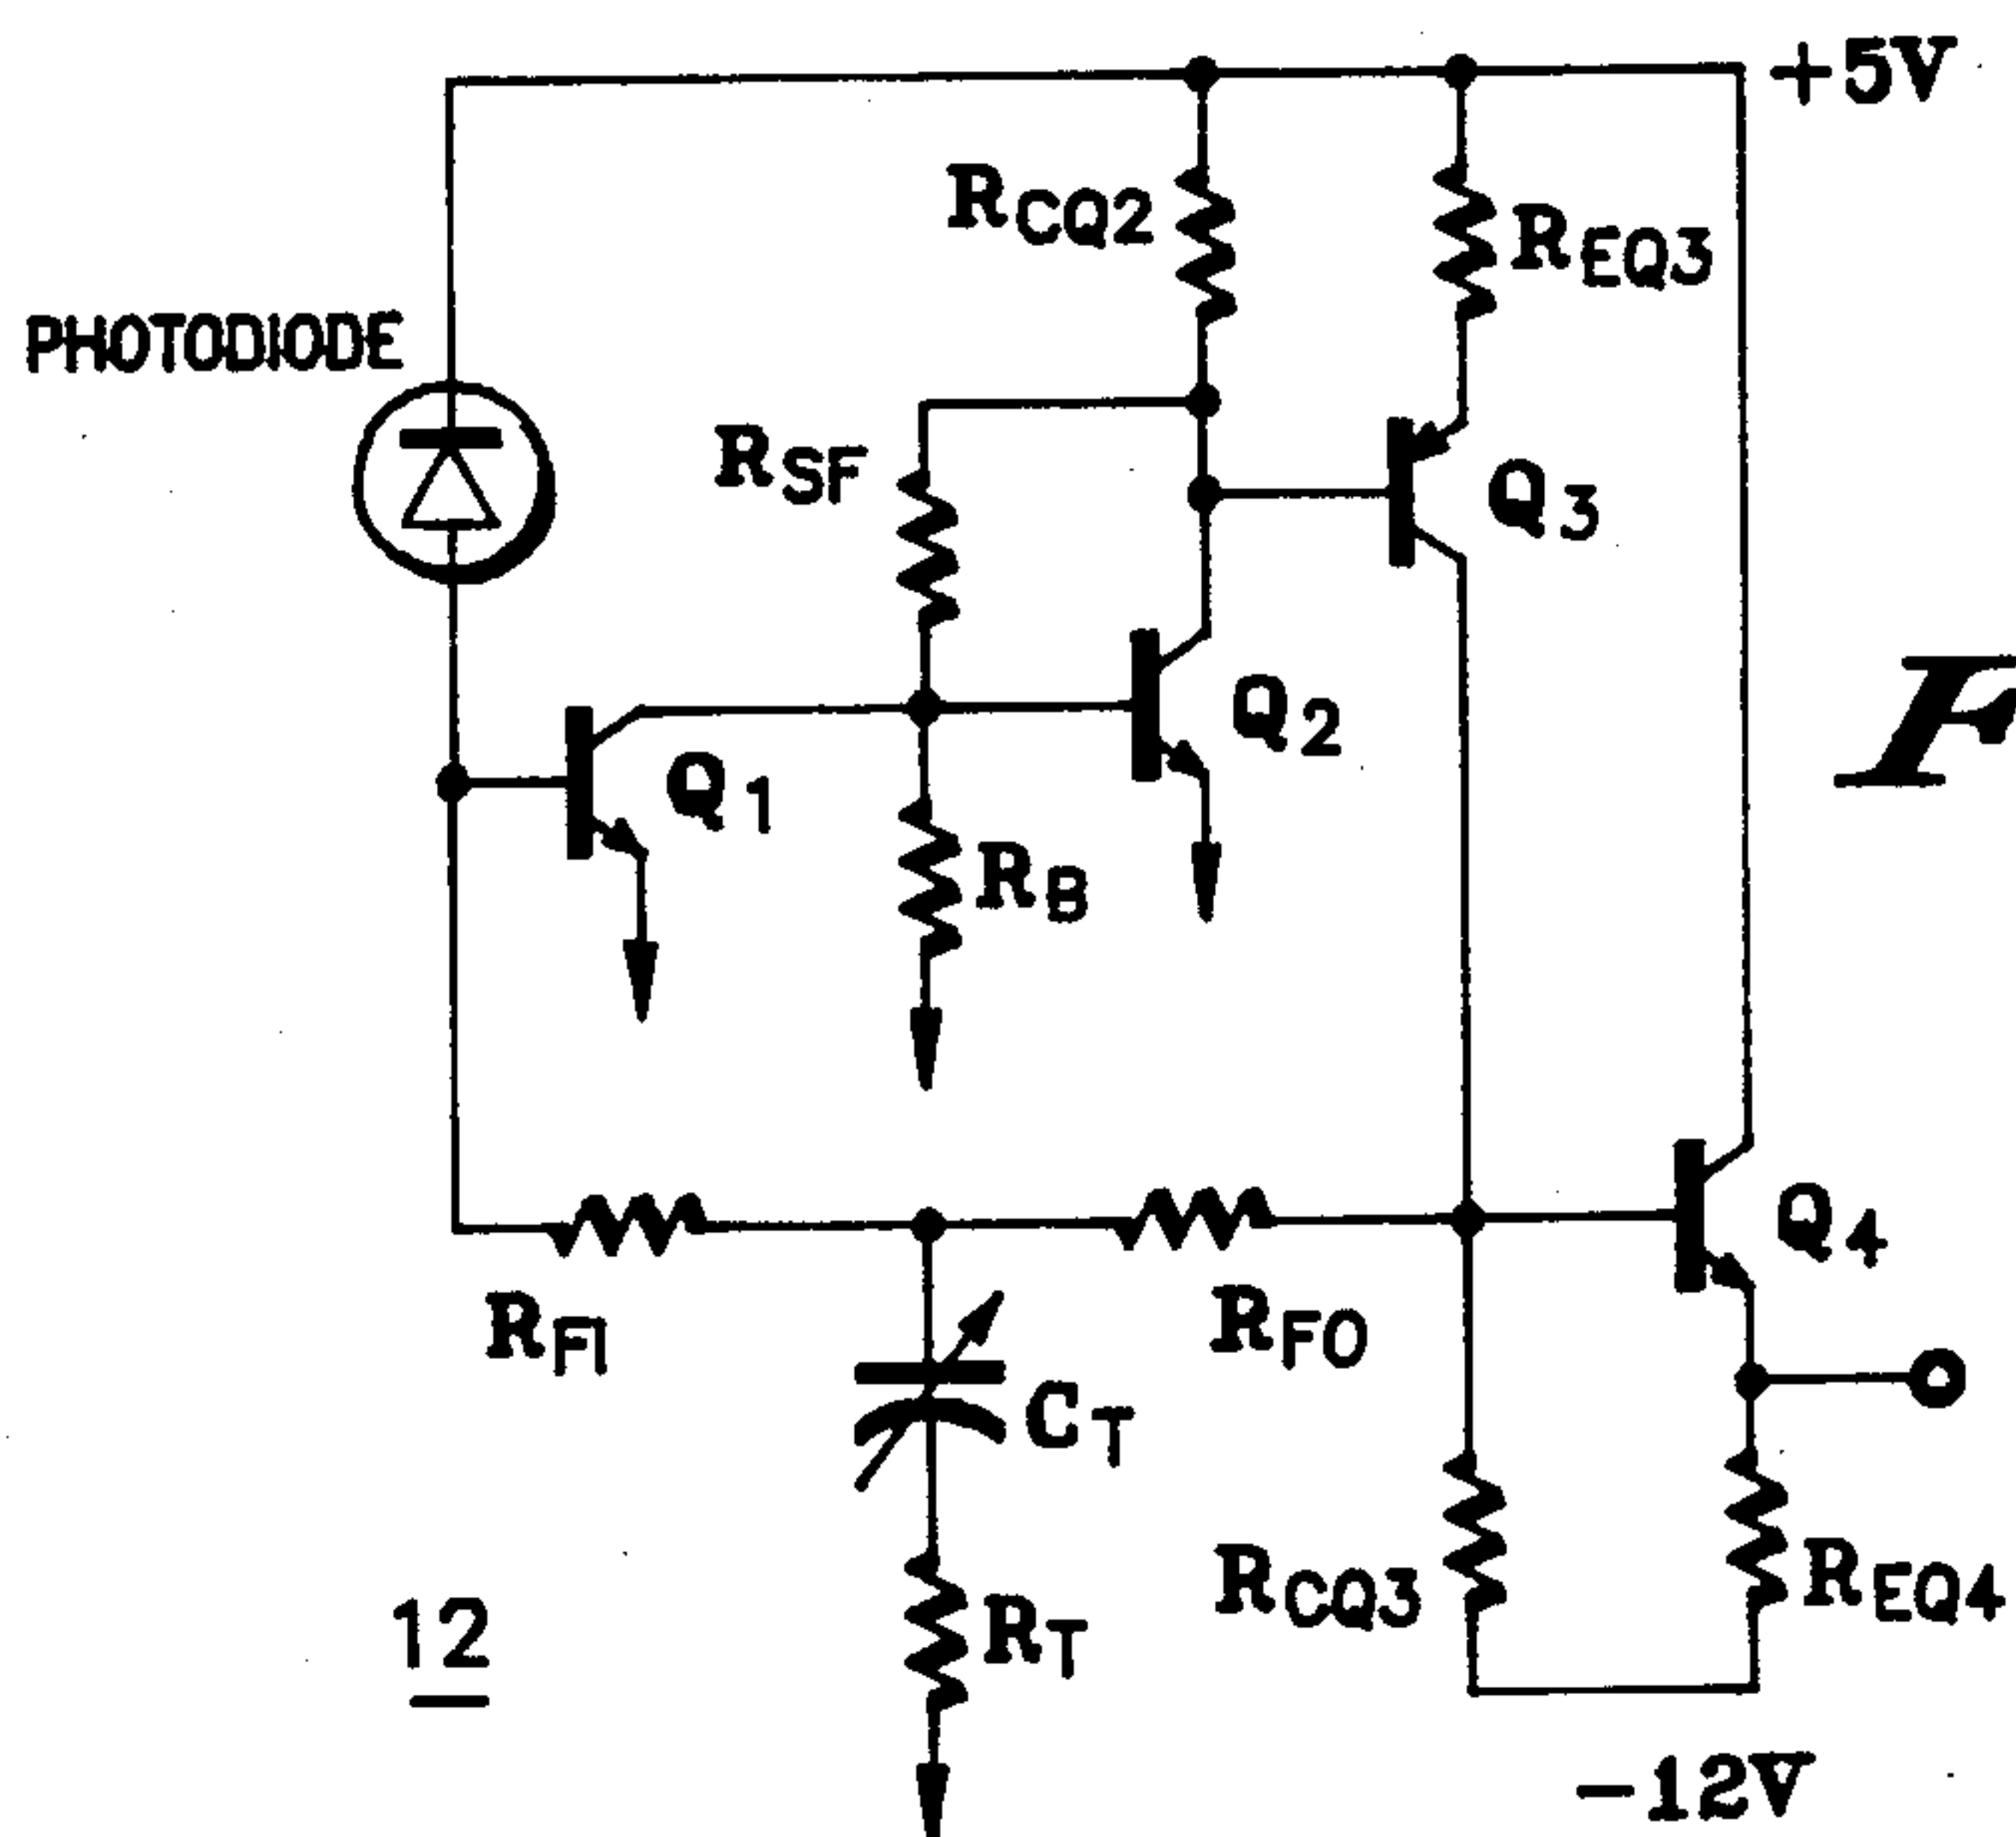 +5V
RCQ2
REQ3
PHOTODIODE
RSF
Q3
Q2
F
Q1
RB
Q4
RFI
RFO
CT
RCQ3
REQ4
12
RT
-12V